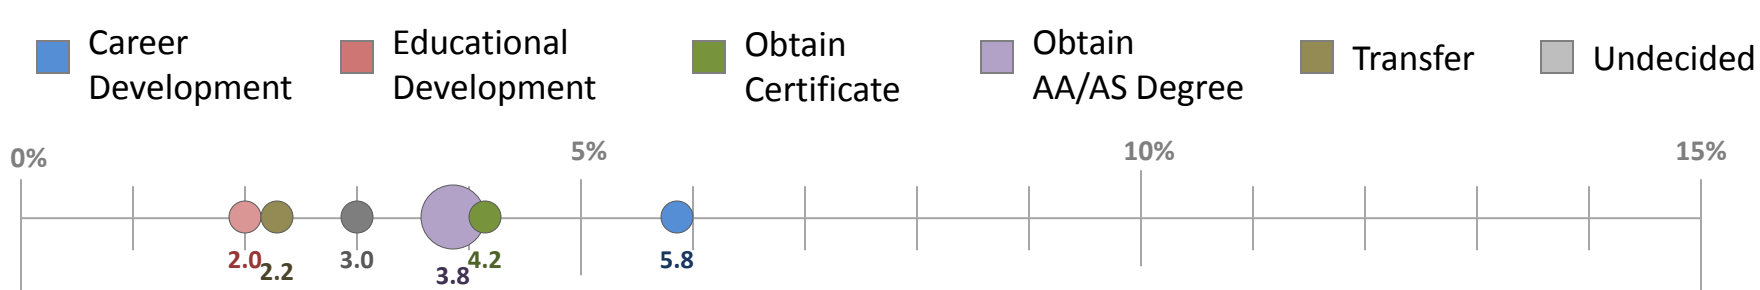 Career
Development
Educational
Development
Obtain
Certificate
Obtain
AA/AS Degree
Transfer
Undecided
0%
5%
10%
15%
2.0
2.2
3.0
3.8
4.2
5.8